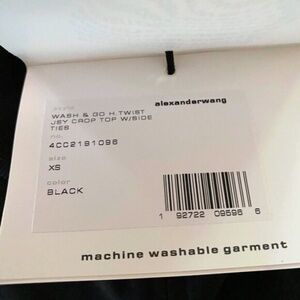 style
alexanderwang
WASH & GO H.TWIST
JSY CROP TOP W/SIDE
TIES
no.
4CC2191096
size
XS
color
BLACK
1 92722 09596 6
machine washable garment